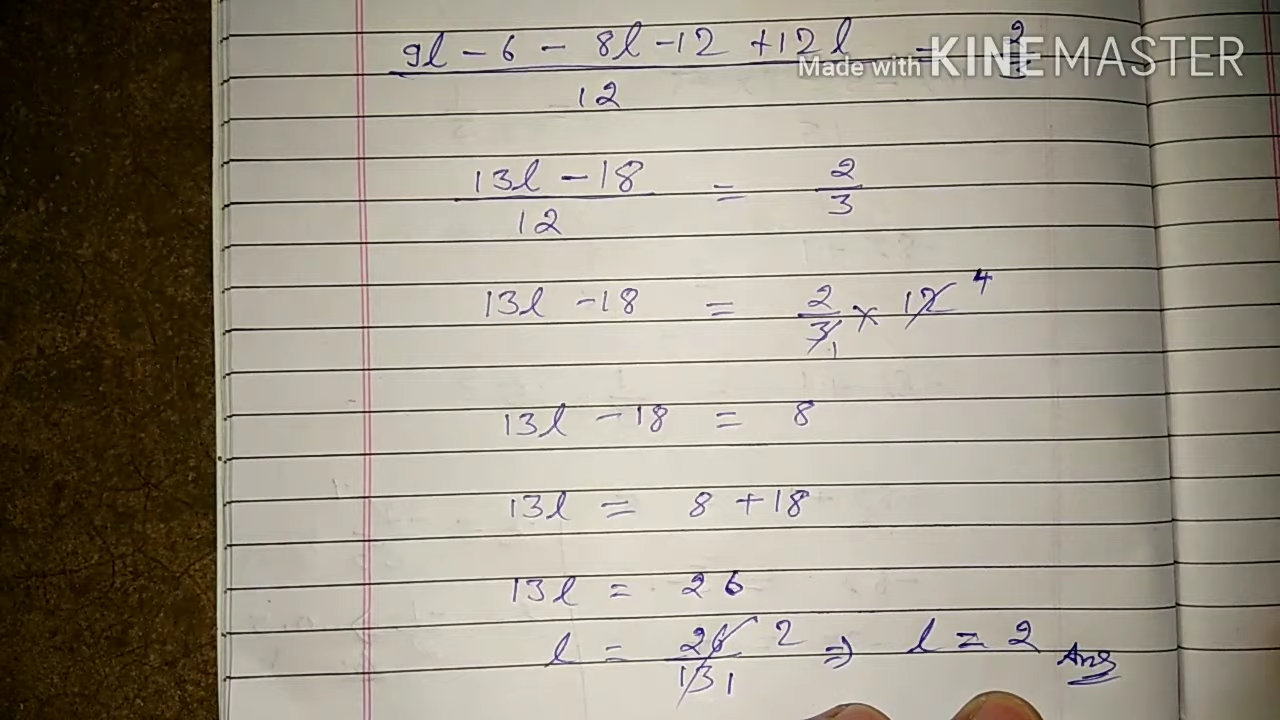 9l - 6 - 8l - 12 + 12l = 2
12
Made with KINEMASTER
13l - 18 = 2
12 3
13l - 18 = 2 × 12 4
3 1
13l - 18 = 8
13l = 8 + 18
13l = 26
l = 26 2 ⇒ l = 2 Ans
13 1